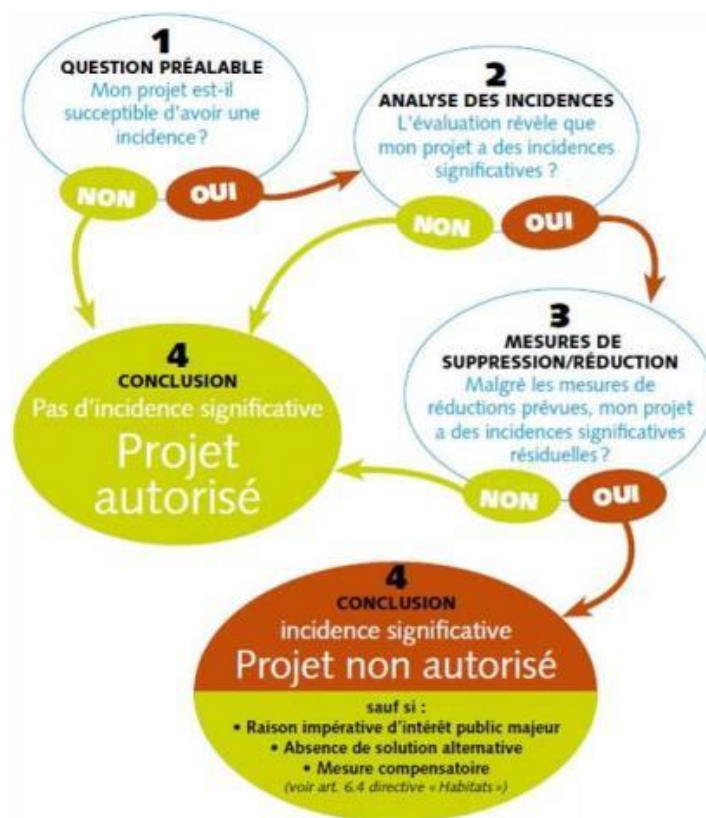 1
QUESTION PRÉALABLE
Mon projet est-il
succeptible d'avoir une
incidence ?
NON
OUI
2
ANALYSE DES INCIDENCES
L'évaluation révèle que
mon projet a des incidences
significatives ?
NON
OUI
3
MESURES DE
SUPPRESSION/RÉDUCTION
Malgrè les mesures de
réductions prévues, mon projet
a des incidences significatives
résiduelles ?
NON
OUI
4
CONCLUSION
Pas d'incidence significative
Projet
autorisé
4
CONCLUSION
incidence significative
Projet non autorisé
sauf si :
• Raison impérative d'intérêt public majeur
• Absence de solution alternative
• Mesure compensatoire
(voir art. 6.4 directive « Habitats »)